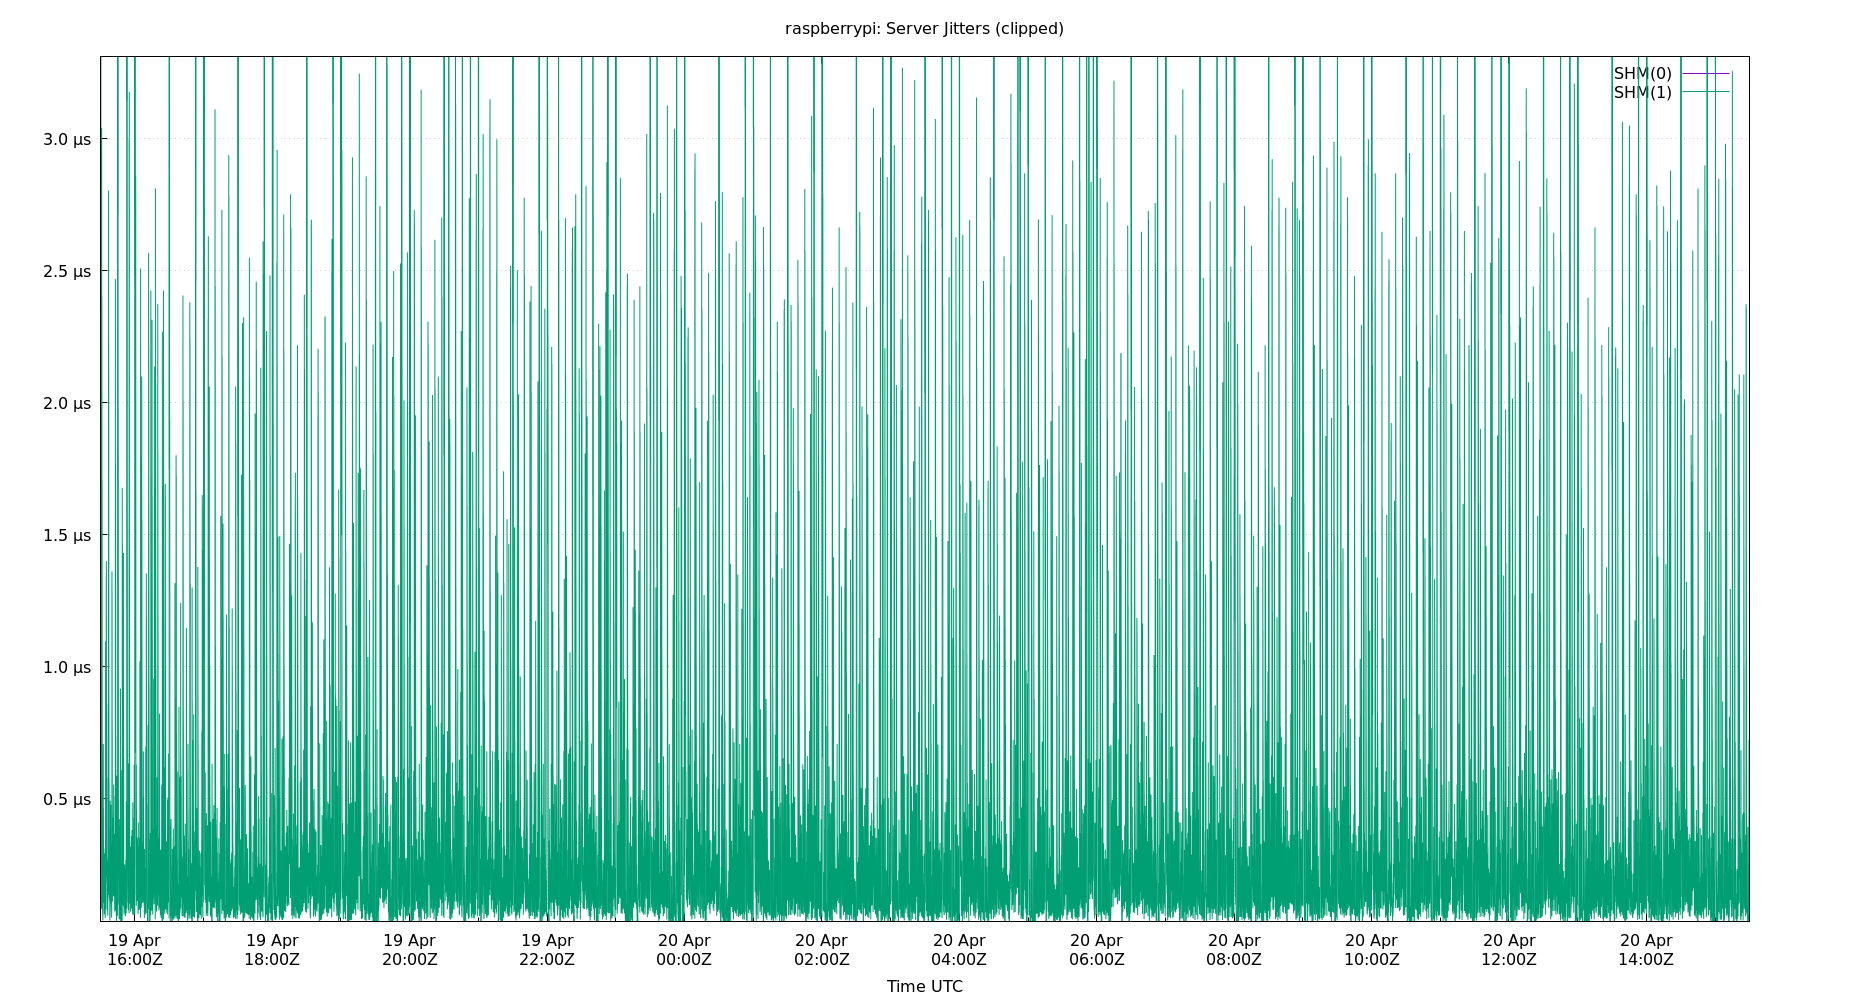 raspberrypi: Server Jitters (clipped)
SHM(0)
SHM(1)
3.0 µs
2.5 µs
2.0 µs
1.5 µs
1.0 µs
0.5 µs
19 Apr 19 Apr 19 Apr 19 Apr 20 Apr 20 Apr 20 Apr 20 Apr 20 Apr 20 Apr 20 Apr 20 Apr
16:00Z 18:00Z 20:00Z 22:00Z 00:00Z 02:00Z 04:00Z 06:00Z 08:00Z 10:00Z 12:00Z 14:00Z
Time UTC